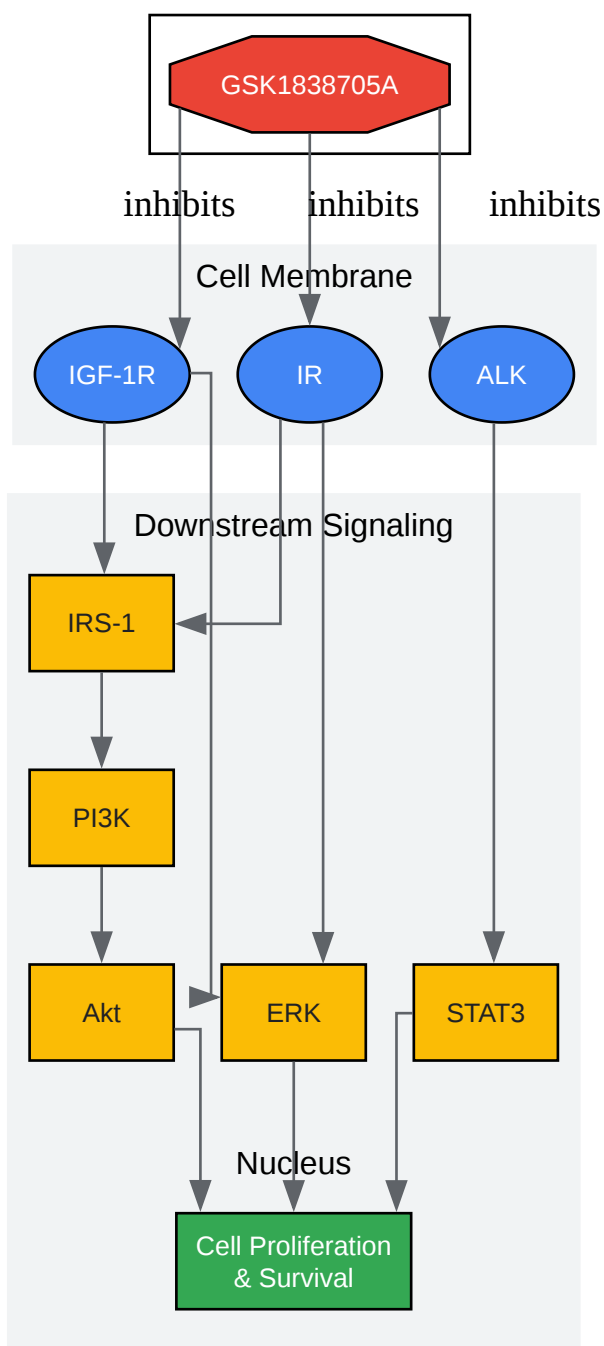 GSK1838705A
inhibits
inhibits
inhibits
Cell Membrane
IGF-1R
IR
ALK
Downstream Signaling
IRS-1
PI3K
Akt
ERK
STAT3
Nucleus
Cell Proliferation
& Survival